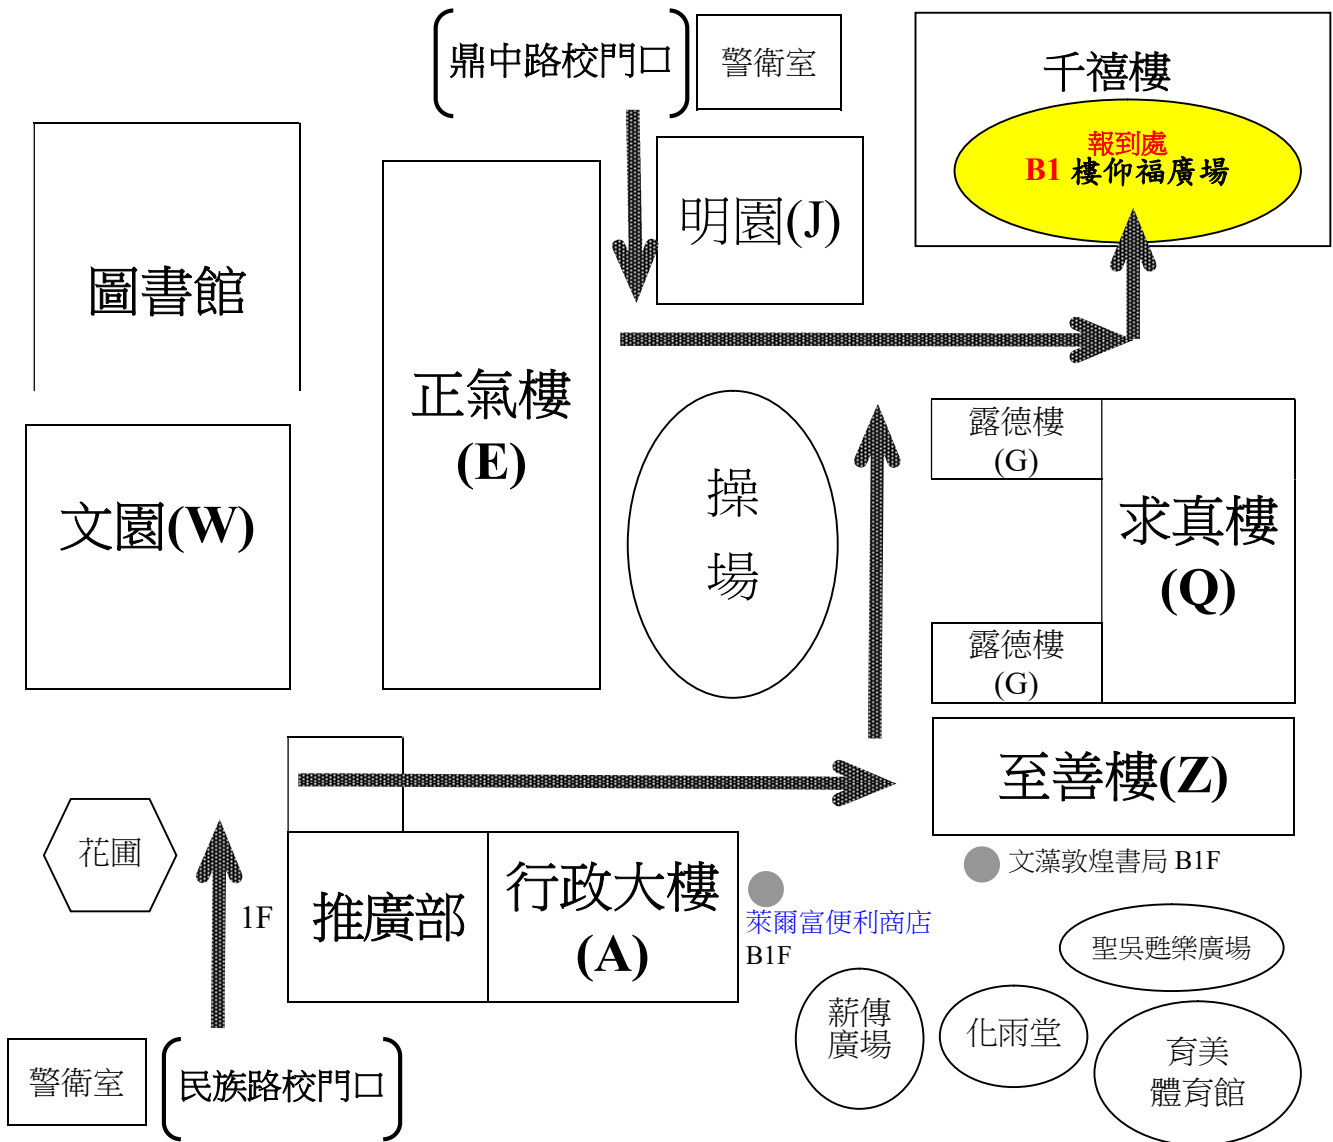 鼎中路校門口
警衛室
千禧樓
報到處
B1 樓仰福廣場
明園(J)
圖書館
正氣樓
(E)
露德樓
(G)
操
場
文園(W)
求真樓
(Q)
露德樓
(G)
至善樓(Z)
花圃
1F
推廣部
行政大樓
(A)
文藻敦煌書局 B1F
萊爾富便利商店
B1F
聖吳甦樂廣場
薪傳
廣場
化雨堂
育美
體育館
警衛室
民族路校門口